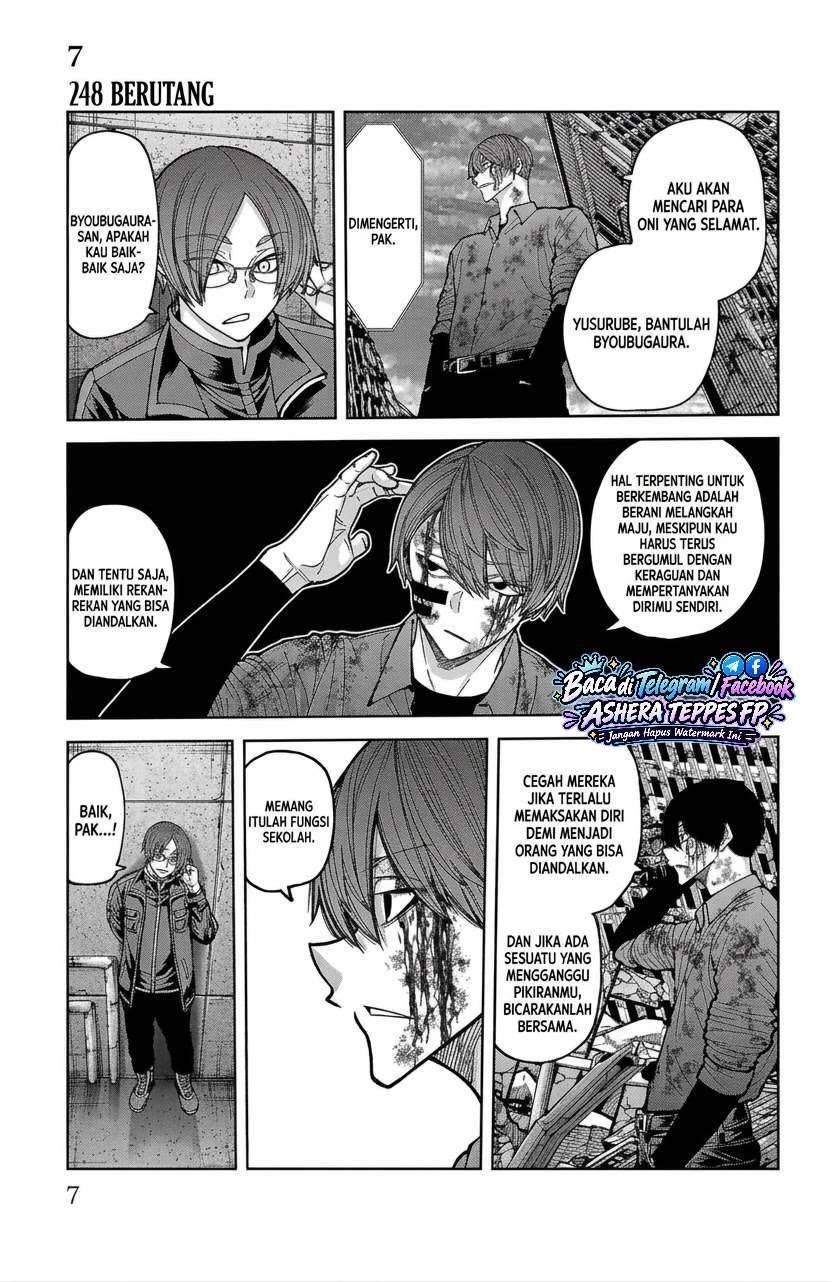 7
248 BERUTANG
AKU AKAN
MENCARI PARA
ONI YANG SELAMAT.
YUSURUBE, BANTULAH
BYOUBUGAURA.
DIMENGERTI,
PAK.
BYOUBUGAURA-
SAN, APAKAH
KAU BAIK-
BAIK SAJA?
HAL TERPENTING UNTUK
BERKEMBANG ADALAH
BERANI MELANGKAH
MAJU, MESKIPUN KAU
HARUS TERUS
BERGUMUL DENGAN
KERAGUAN DAN
MEMPERTANYAKAN
DIRIMU SENDIRI.
DAN TENTU SAJA,
MEMILIKI REKAN-
REKAN YANG BISA
DIANDALKAN.
Baca di Telegram/Facebook
ASHERA TEPPES FP
Jangan Hapus Watermark Ini
CEGAH MEREKA
JIKA TERLALU
MEMAKSAKAN DIRI
DEMI MENJADI
ORANG YANG BISA
DIANDALKAN.
DAN JIKA ADA
SESUATU YANG
MENGGANGGU
PIKIRANMU,
BICARAKANLAH
BERSAMA.
MEMANG
ITULAH FUNGSI
SEKOLAH.
BAIK,
PAK...!
7